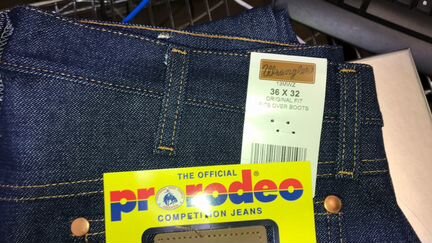 Wrangler
13MWZ
36 X 32
ORIGINAL FIT
FITS OVER BOOTS
THE OFFICIAL
prorodeo
COMPETITION JEANS